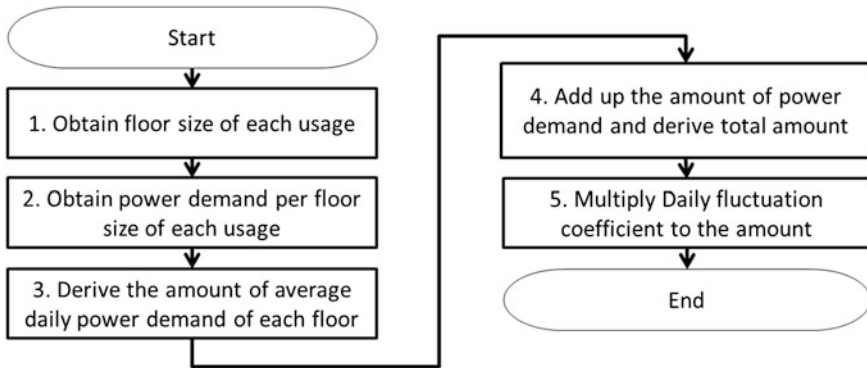 Start
1. Obtain floor size of each usage
2. Obtain power demand per floor
size of each usage
3. Derive the amount of average
daily power demand of each floor
4. Add up the amount of power
demand and derive total amount
5. Multiply Daily fluctuation
coefficient to the amount
End